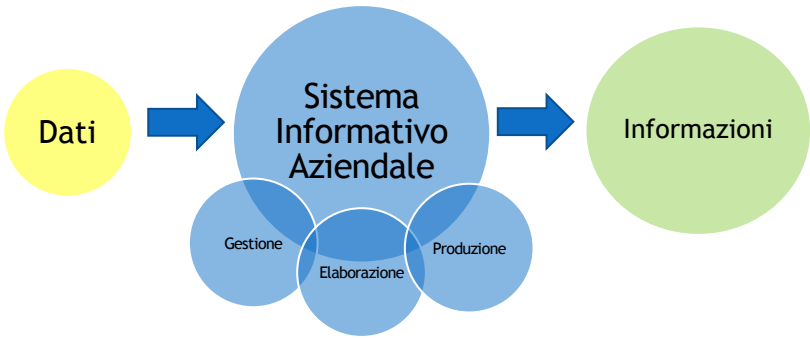 Dati
Sistema
Informativo
Aziendale
Informazioni
Gestione
Elaborazione
Produzione